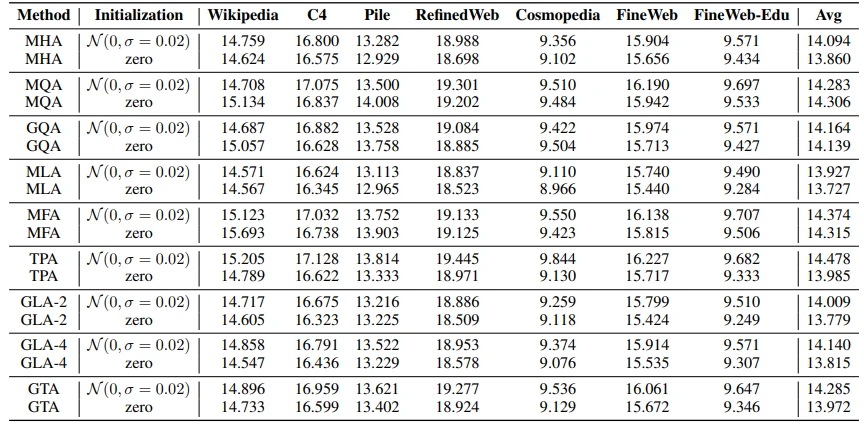 Method Initialization Wikipedia C4 Pile RefinedWeb Cosmopedia FineWeb FineWeb-Edu Avg
MHA N(0, σ = 0.02) 14.759 16.800 13.282 18.988 9.356 15.904 9.571 14.094
MHA zero 14.624 16.575 12.929 18.698 9.102 15.656 9.434 13.860
MQA N(0, σ = 0.02) 14.708 17.075 13.500 19.301 9.510 16.190 9.697 14.283
MQA zero 15.134 16.837 14.008 19.202 9.484 15.942 9.533 14.306
GQA N(0, σ = 0.02) 14.687 16.882 13.528 19.084 9.422 15.974 9.571 14.164
GQA zero 15.057 16.628 13.758 18.885 9.504 15.713 9.427 14.139
MLA N(0, σ = 0.02) 14.571 16.624 13.113 18.837 9.110 15.740 9.490 13.927
MLA zero 14.567 16.345 12.965 18.523 8.966 15.440 9.284 13.727
MFA N(0, σ = 0.02) 15.123 17.032 13.752 19.133 9.550 16.138 9.707 14.374
MFA zero 15.693 16.738 13.903 19.125 9.423 15.815 9.506 14.315
TPA N(0, σ = 0.02) 15.205 17.128 13.814 19.445 9.844 16.227 9.682 14.478
TPA zero 14.789 16.622 13.333 18.971 9.130 15.717 9.333 13.985
GLA-2 N(0, σ = 0.02) 14.717 16.675 13.216 18.886 9.259 15.799 9.510 14.009
GLA-2 zero 14.605 16.323 13.225 18.509 9.118 15.424 9.249 13.779
GLA-4 N(0, σ = 0.02) 14.858 16.791 13.522 18.953 9.374 15.914 9.571 14.140
GLA-4 zero 14.547 16.436 13.229 18.578 9.076 15.535 9.307 13.815
GTA N(0, σ = 0.02) 14.896 16.959 13.621 19.277 9.536 16.061 9.647 14.285
GTA zero 14.733 16.599 13.402 18.924 9.129 15.672 9.346 13.972